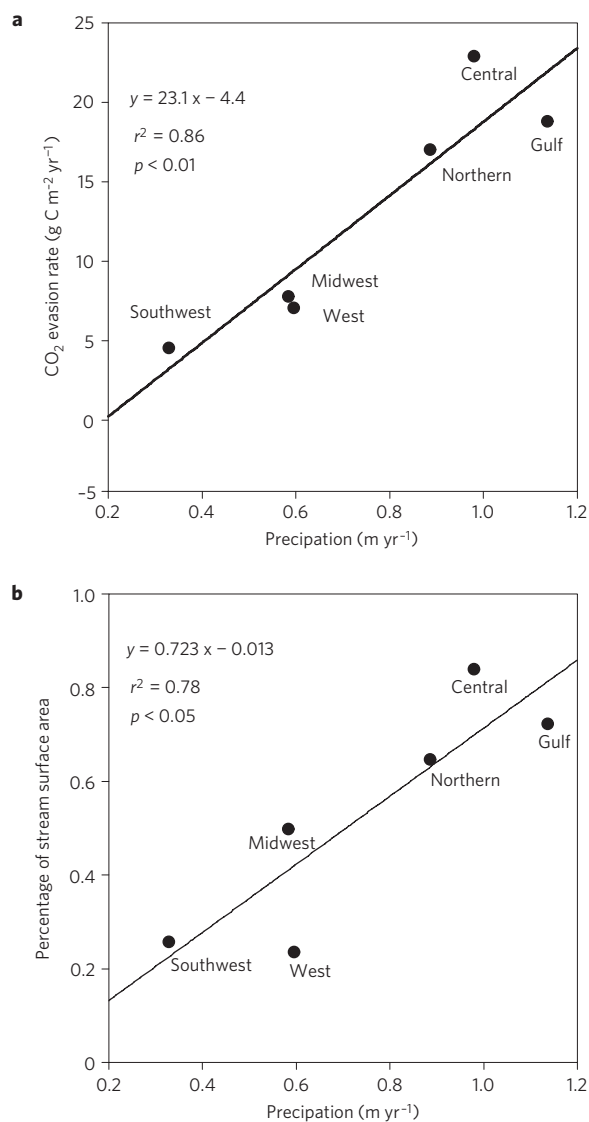 a
25
20
15
10
5
0
−5
CO₂ evasion rate (g C m⁻² yr⁻¹)
y = 23.1 x − 4.4
r² = 0.86
p < 0.01
Central
Gulf
Northern
Midwest
West
Southwest
0.2 0.4 0.6 0.8 1.0 1.2
Precipation (m yr⁻¹)
b
1.0
0.8
0.6
0.4
0.2
0
Percentage of stream surface area
y = 0.723 x − 0.013
r² = 0.78
p < 0.05
Central
Gulf
Northern
Midwest
Southwest
West
0.2 0.4 0.6 0.8 1.0 1.2
Precipation (m yr⁻¹)